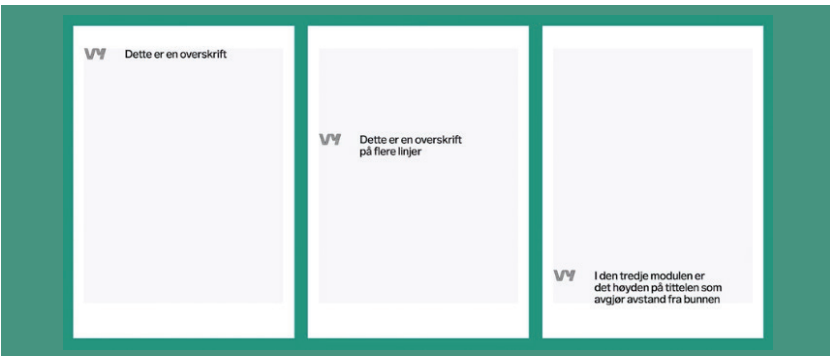 VY
Dette er en overskrift
VY
Dette er en overskrift
på flere linjer
VY
I den tredje modulen er
det høyden på tittelen som
avgjør avstand fra bunnen